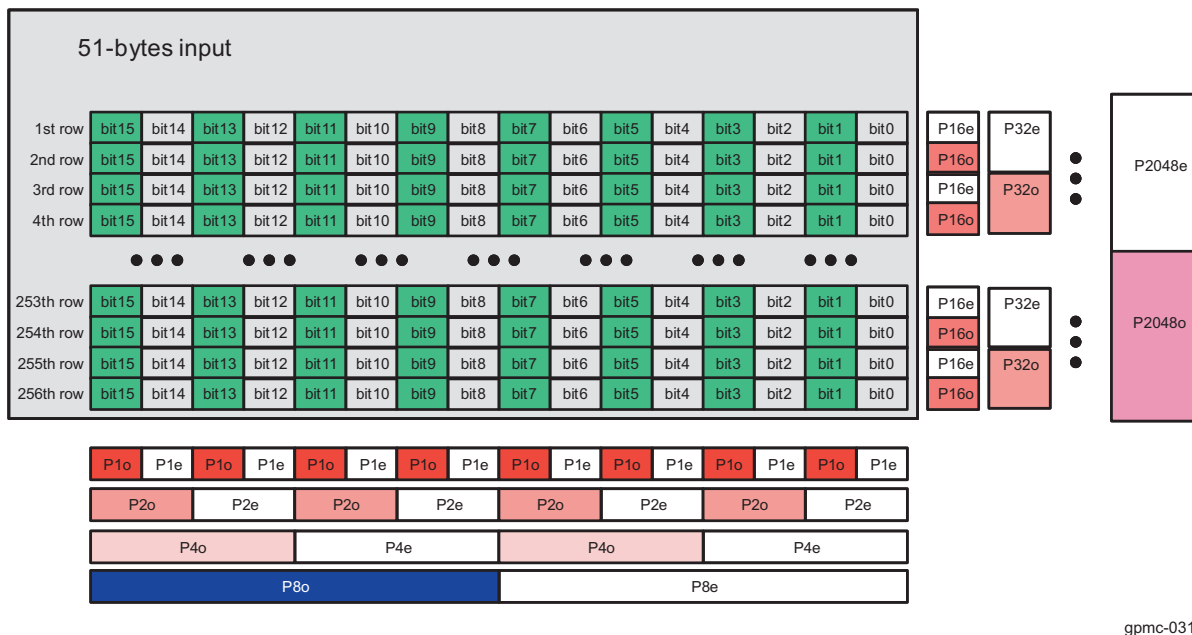 51-bytes input
1st row bit15 bit14 bit13 bit12 bit11 bit10 bit9 bit8 bit7 bit6 bit5 bit4 bit3 bit2 bit1 bit0 P16e P32e
2nd row bit15 bit14 bit13 bit12 bit11 bit10 bit9 bit8 bit7 bit6 bit5 bit4 bit3 bit2 bit1 bit0 P16o P2048e
3rd row bit15 bit14 bit13 bit12 bit11 bit10 bit9 bit8 bit7 bit6 bit5 bit4 bit3 bit2 bit1 bit0 P16e P32o
4th row bit15 bit14 bit13 bit12 bit11 bit10 bit9 bit8 bit7 bit6 bit5 bit4 bit3 bit2 bit1 bit0 P16o
253th row bit15 bit14 bit13 bit12 bit11 bit10 bit9 bit8 bit7 bit6 bit5 bit4 bit3 bit2 bit1 bit0 P16e P32e
254th row bit15 bit14 bit13 bit12 bit11 bit10 bit9 bit8 bit7 bit6 bit5 bit4 bit3 bit2 bit1 bit0 P16o P2048o
255th row bit15 bit14 bit13 bit12 bit11 bit10 bit9 bit8 bit7 bit6 bit5 bit4 bit3 bit2 bit1 bit0 P16e P32o
256th row bit15 bit14 bit13 bit12 bit11 bit10 bit9 bit8 bit7 bit6 bit5 bit4 bit3 bit2 bit1 bit0 P16o
P1o P1e P1o P1e P1o P1e P1o P1e P1o P1e P1o P1e P1o P1e P1o P1e
P2o P2e P2o P2e P2o P2e P2o P2e
P4o P4e P4o P4e
P8o P8e
gpmc-031